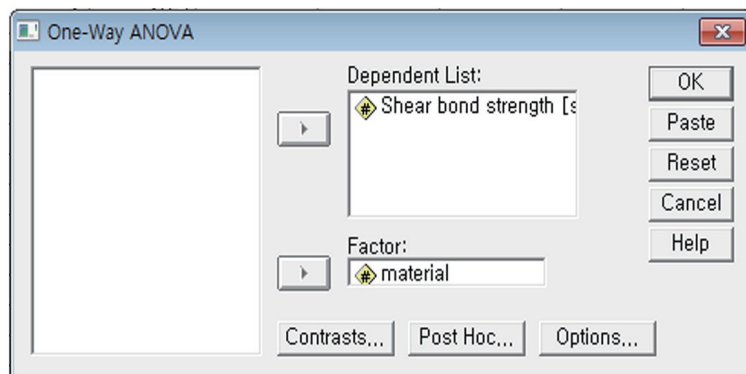 One-Way ANOVA
Dependent List:
Shear bond strength [s
Factor:
material
OK
Paste
Reset
Cancel
Help
Contrasts...
Post Hoc...
Options...